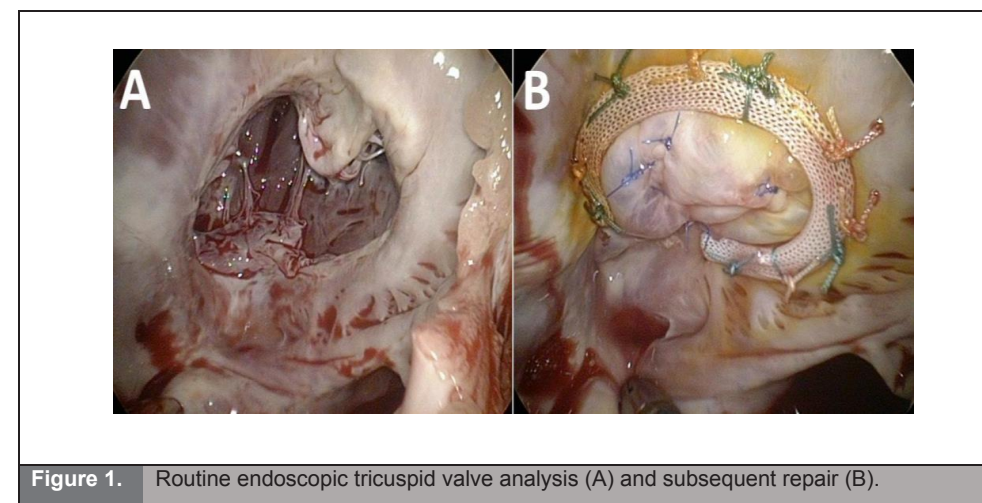 A B
Figure 1. Routine endoscopic tricuspid valve analysis (A) and subsequent repair (B).